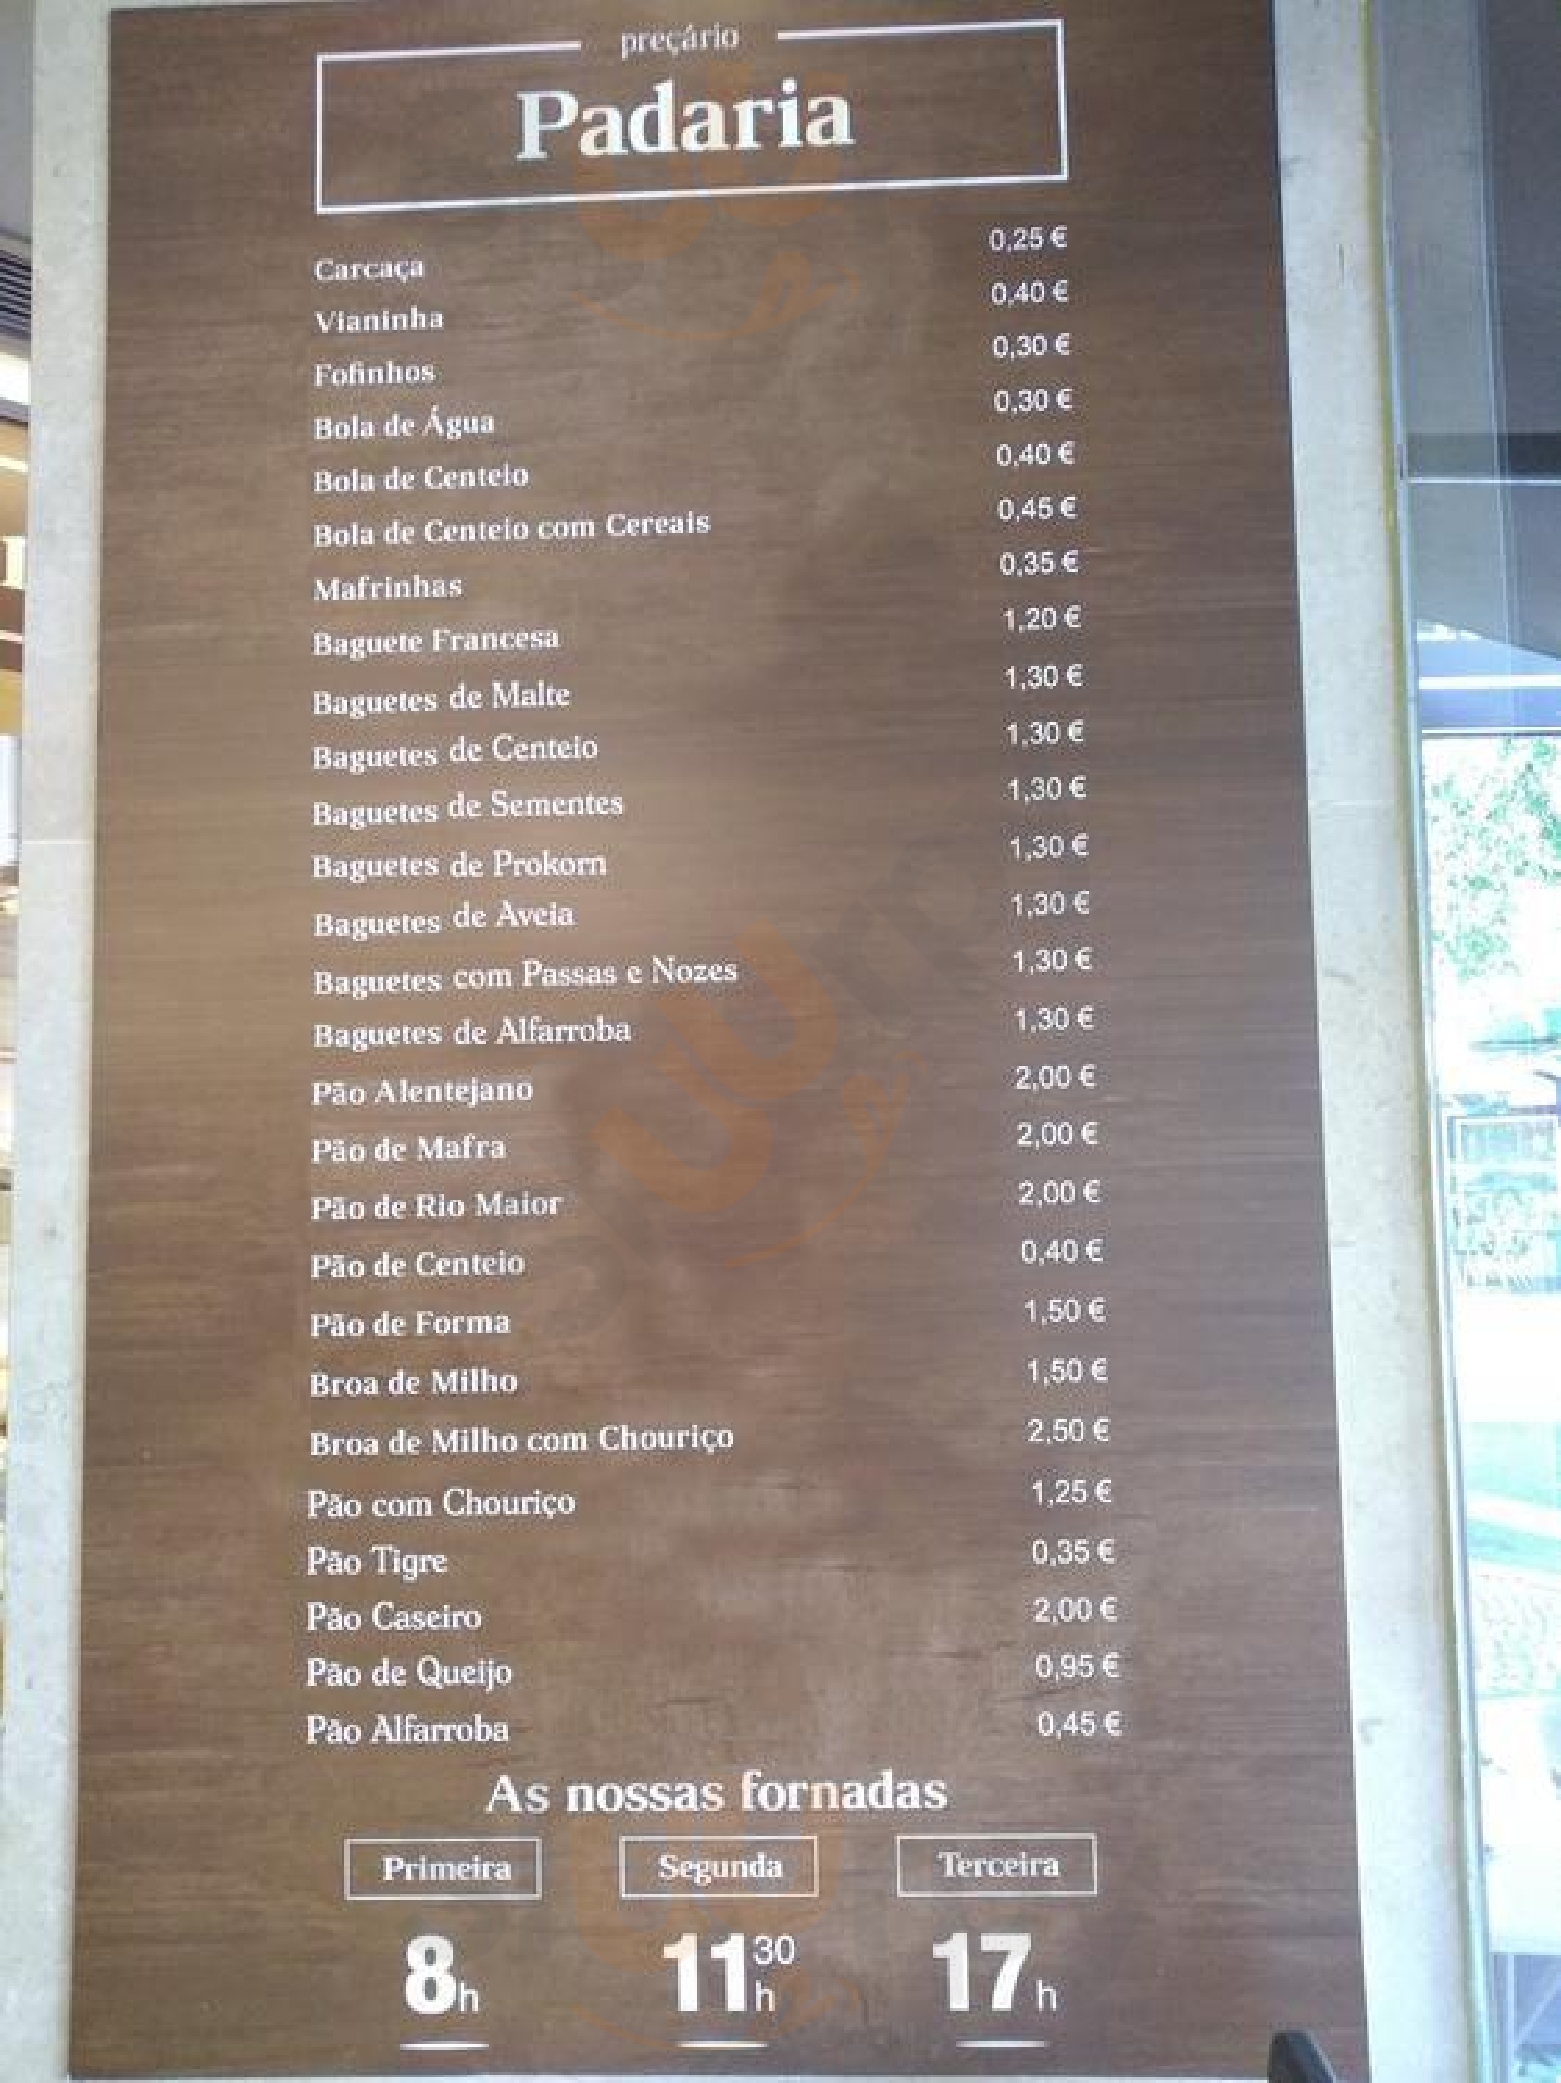 preçário
Padaria
Carcaça 0,25 €
Vianinha 0,40 €
Fofinhos 0,30 €
Bola de Água 0,30 €
Bola de Centeio 0,40 €
Bola de Centeio com Cereais 0,45 €
Mafrinhas 0,35 €
Baguete Francesa 1,20 €
Baguetes de Malte 1,30 €
Baguetes de Centeio 1,30 €
Baguetes de Sementes 1,30 €
Baguetes de Prokorn 1,30 €
Baguetes de Aveia 1,30 €
Baguetes com Passas e Nozes 1,30 €
Baguetes de Alfarroba 1,30 €
Pão Alentejano 2,00 €
Pão de Mafra 2,00 €
Pão de Rio Maior 2,00 €
Pão de Centeio 0,40 €
Pão de Forma 1,50 €
Broa de Milho 1,50 €
Broa de Milho com Chouriço 2,50 €
Pão com Chouriço 1,25 €
Pão Tigre 0,35 €
Pão Caseiro 2,00 €
Pão de Queijo 0,95 €
Pão Alfarroba 0,45 €
As nossas fornadas
Primeira Segunda Terceira
8h 11h30 17h